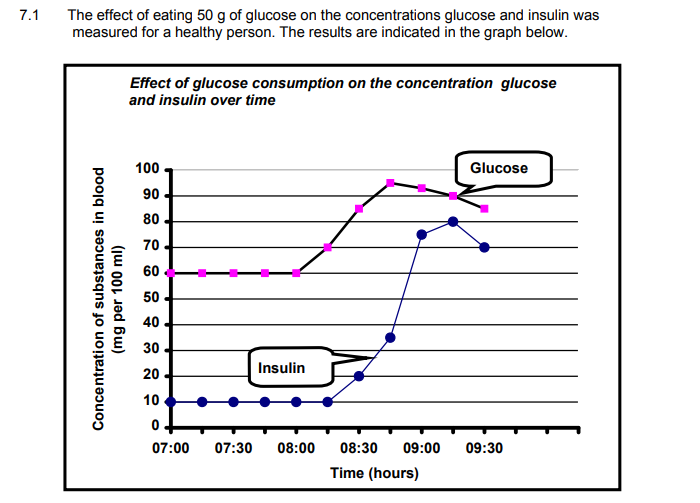 7.1 The effect of eating 50 g of glucose on the concentrations glucose and insulin was
measured for a healthy person. The results are indicated in the graph below.
Effect of glucose consumption on the concentration glucose
and insulin over time
Concentration of substances in blood
(mg per 100 ml)
100
90
80
70
60
50
40
30
20
10
0
Glucose
Insulin
07:00 07:30 08:00 08:30 09:00 09:30
Time (hours)